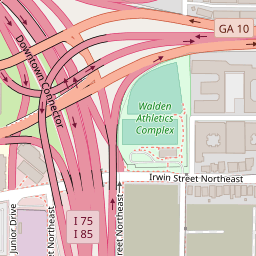 GA 10
Downtown Connector
Walden
Athletics
Complex
Irwin Street Northeast
I 75
I 85
Junior Drive
Street Northeast
Street Northeast